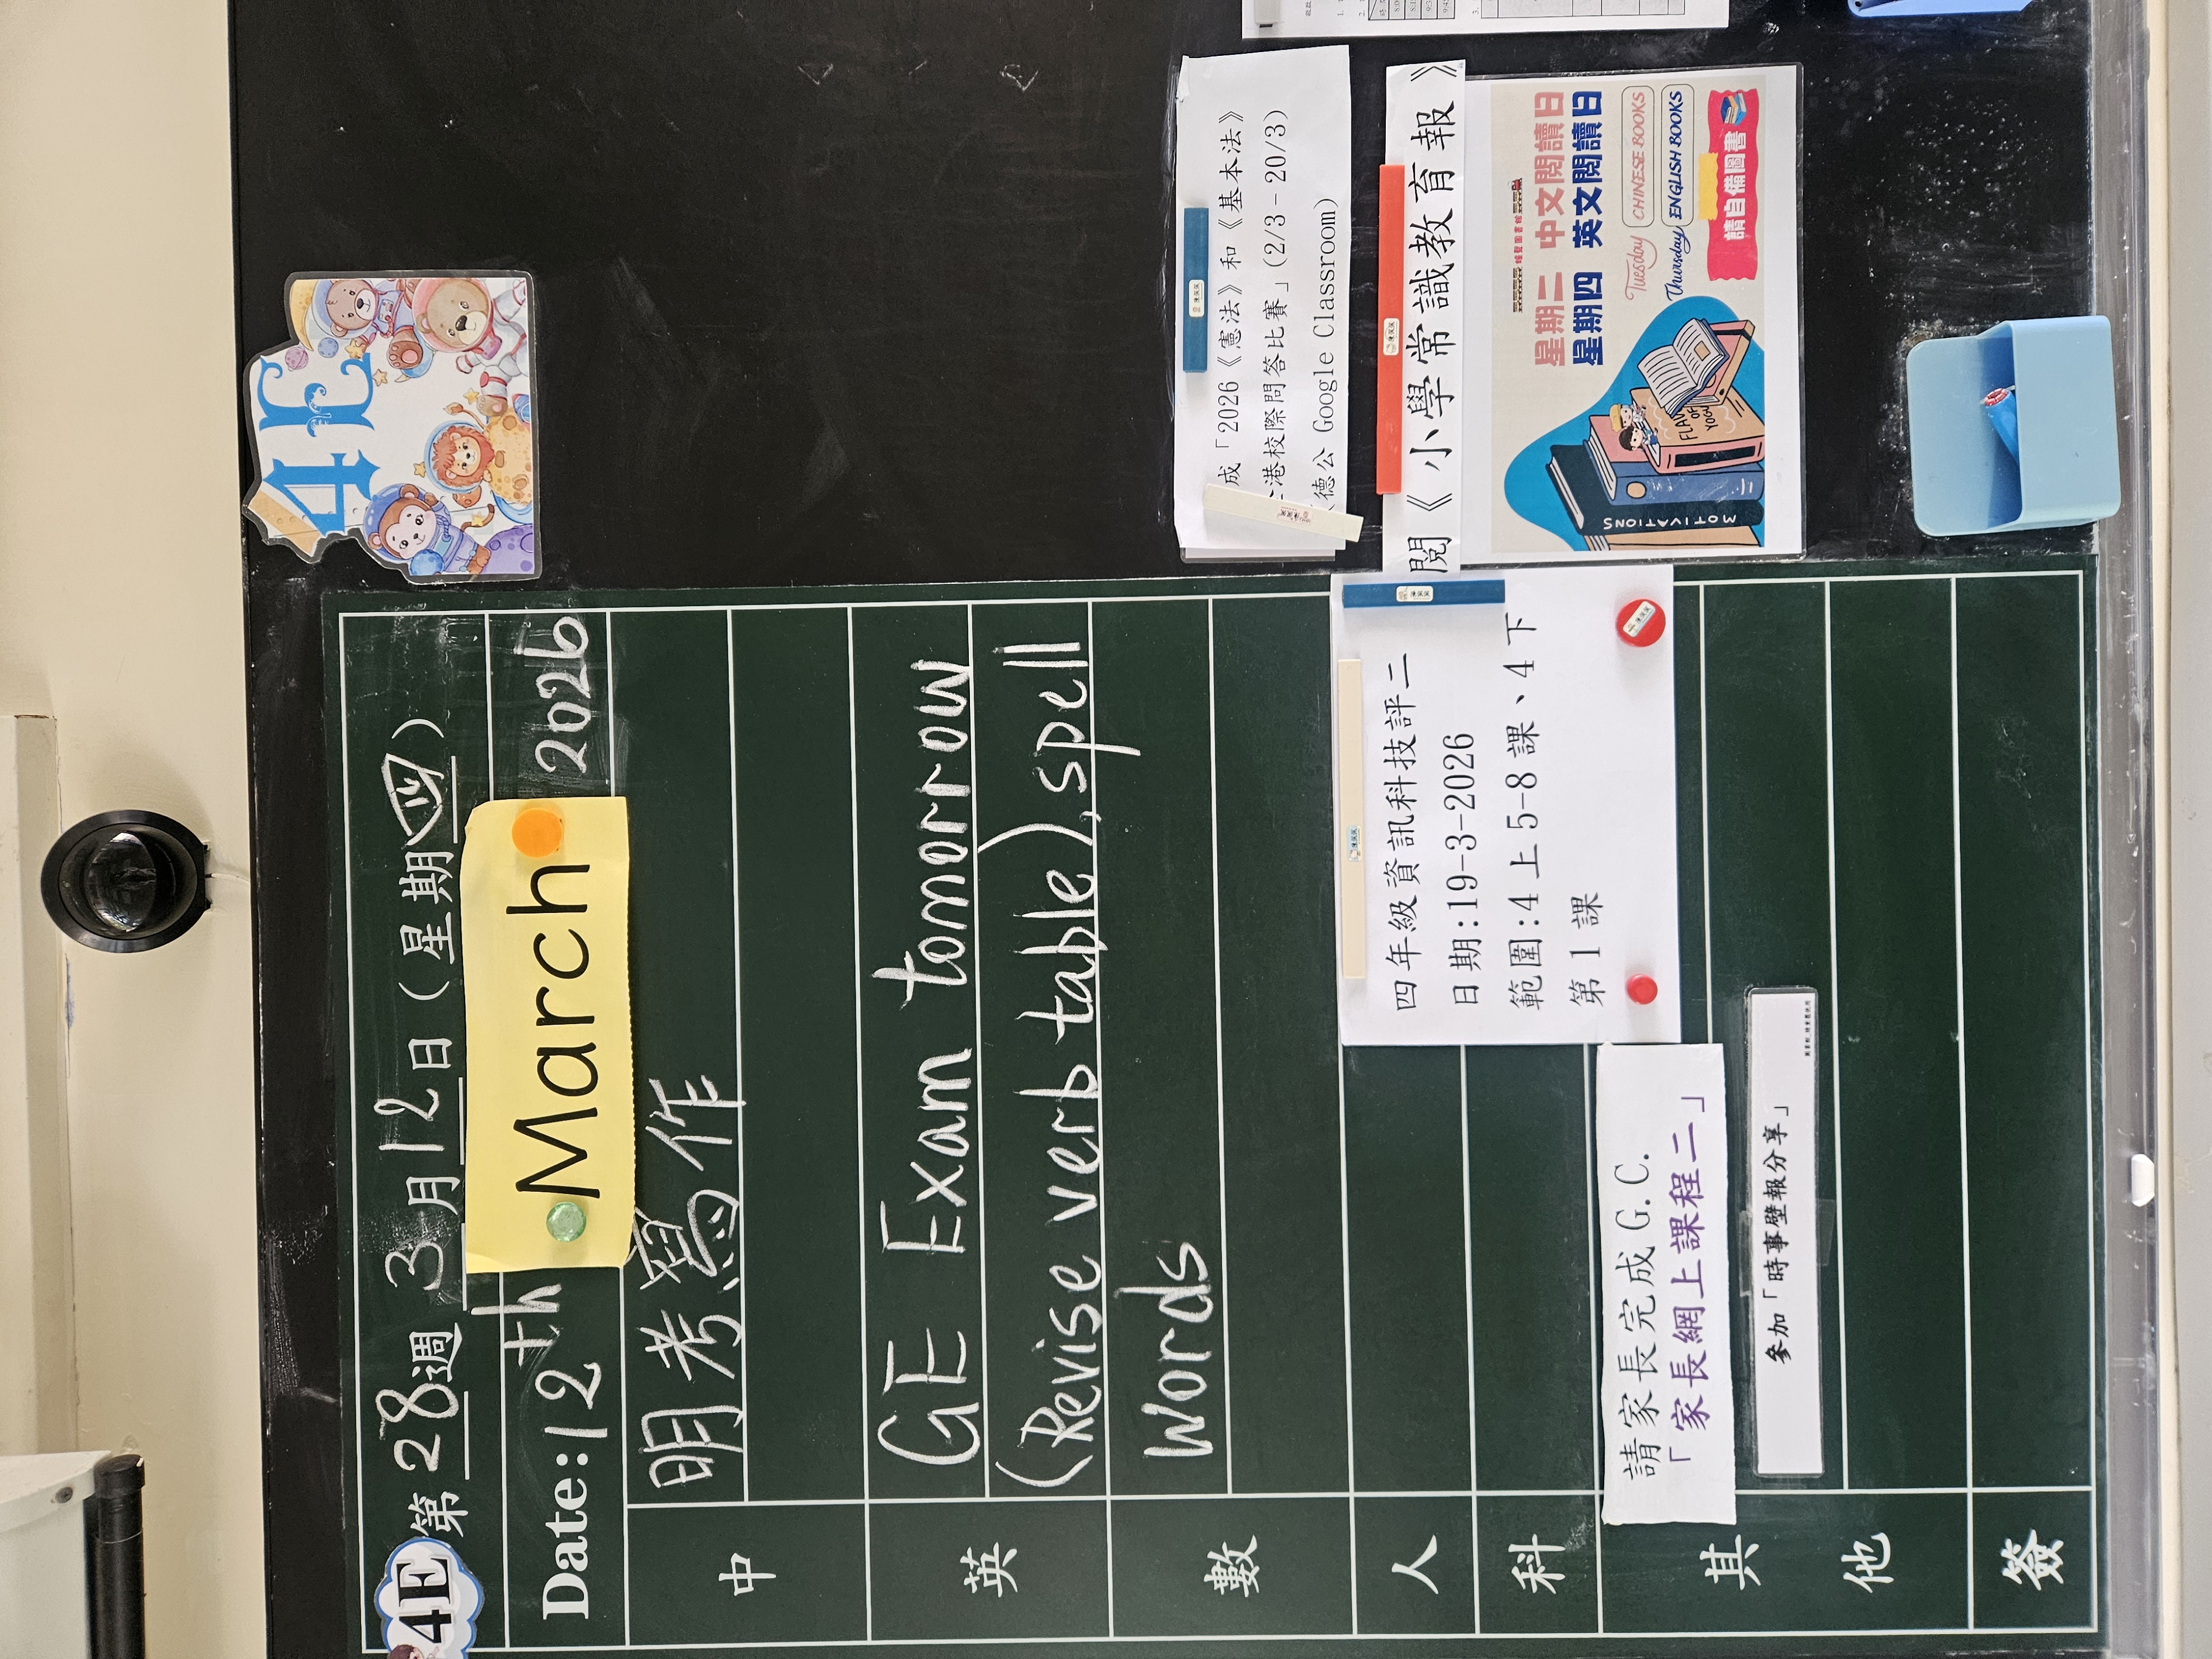 4E 第28週 3月12日(星期四)
Date: 12th March 2026
中
明考寫作
英
GE Exam tomorrow
(Revise verb table), spell
words
數
人
科
其
他
簽
四年級資訊科技評二
日期:19-3-2026
範圍:4上5-8課、4下
第1課
請家長完成G.C.
「家長網上課程二」
參加「時事壁報分享」
4E
成「2026《憲法》和《基本法》
港校際問答比賽」(2/3-20/3)
德公 Google Classroom)
閱《小學常識教育報》
星期二 中文閱讀日
星期四 英文閱讀日
Tuesday CHINESE BOOKS
Thursday ENGLISH BOOKS
請自備圖書
MOTIVATIONS